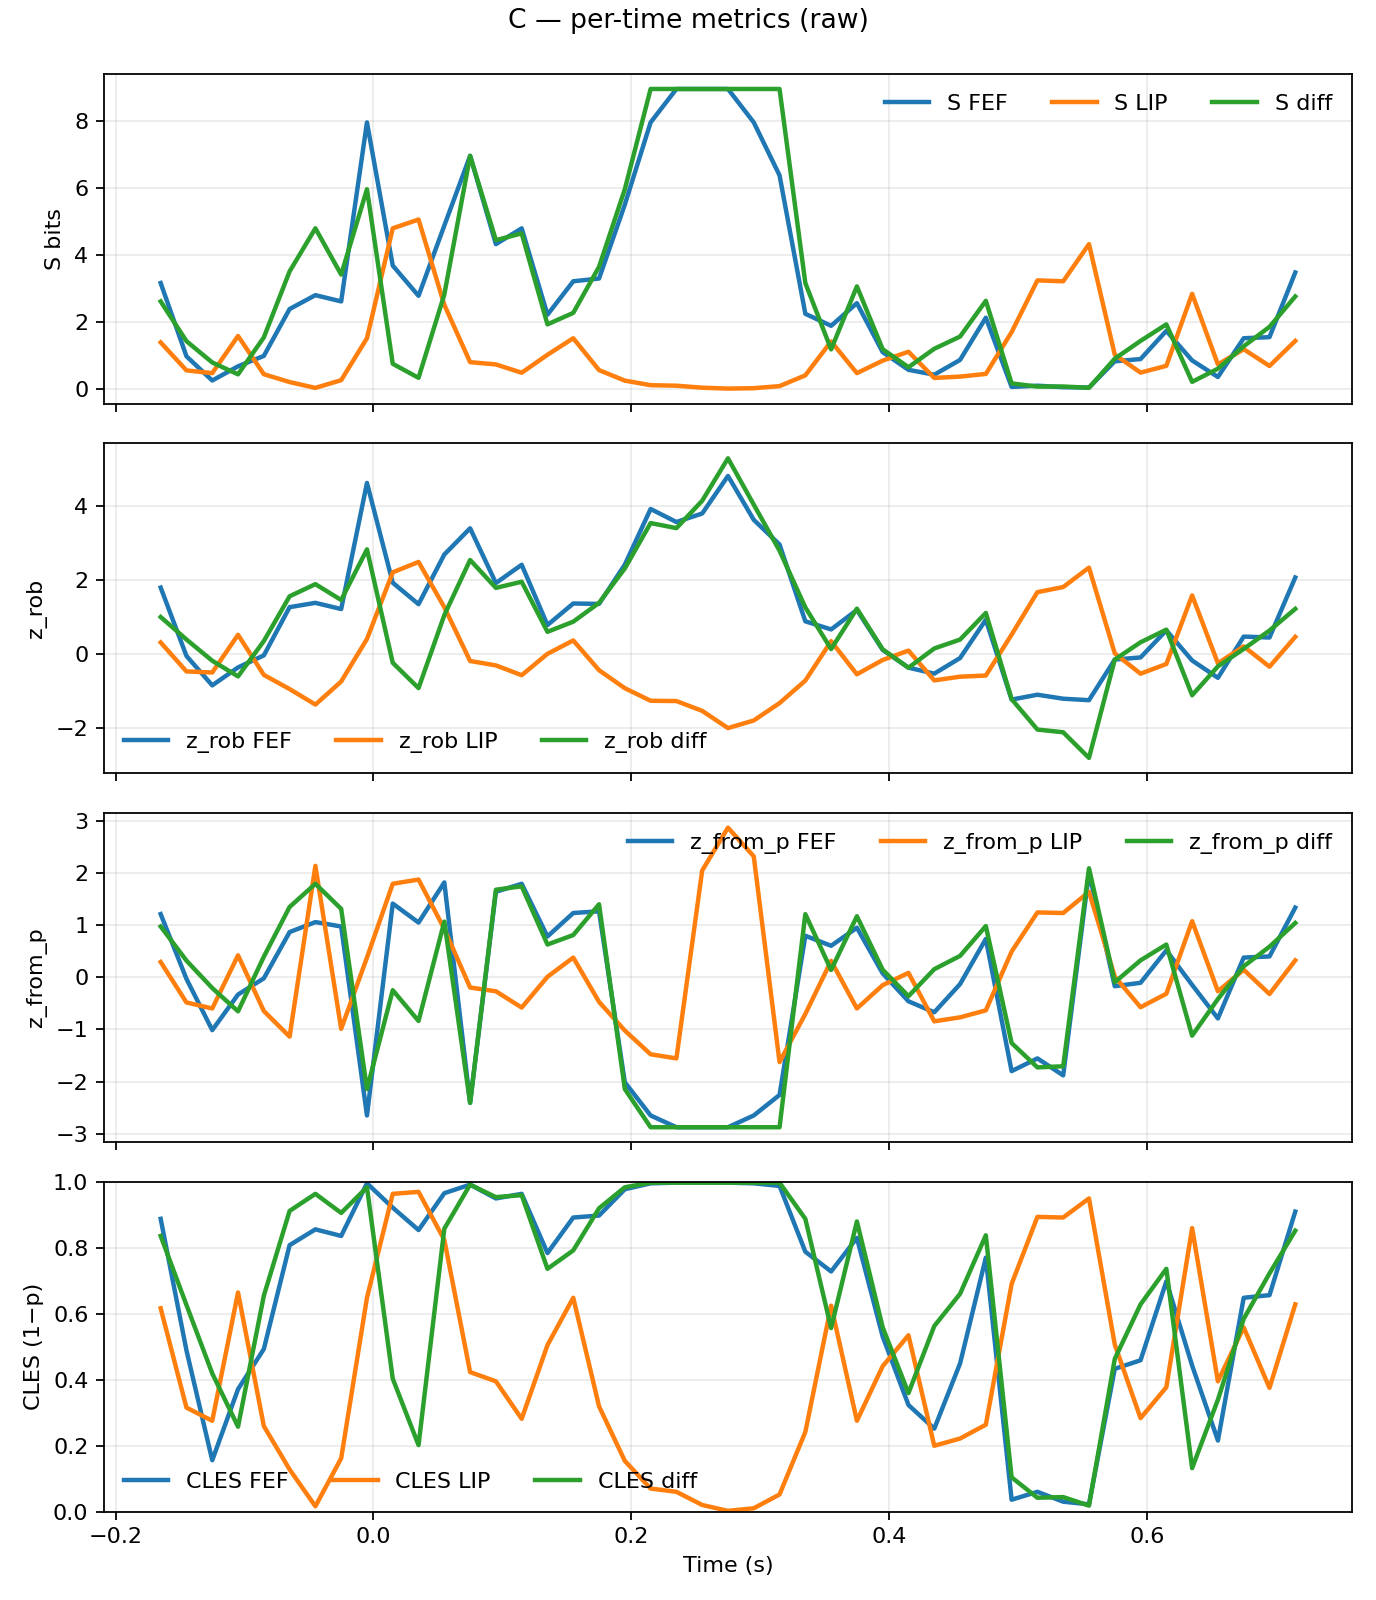 C — per-time metrics (raw)
S FEF S LIP S diff
8
6
4
2
0
S bits
4
2
0
−2
z_rob
z_rob FEF z_rob LIP z_rob diff
3
2
1
0
−1
−2
−3
z_from_p
z_from_p FEF z_from_p LIP z_from_p diff
1.0
0.8
0.6
0.4
0.2
0.0
CLES (1−p)
CLES FEF CLES LIP CLES diff
−0.2 0.0 0.2 0.4 0.6
Time (s)